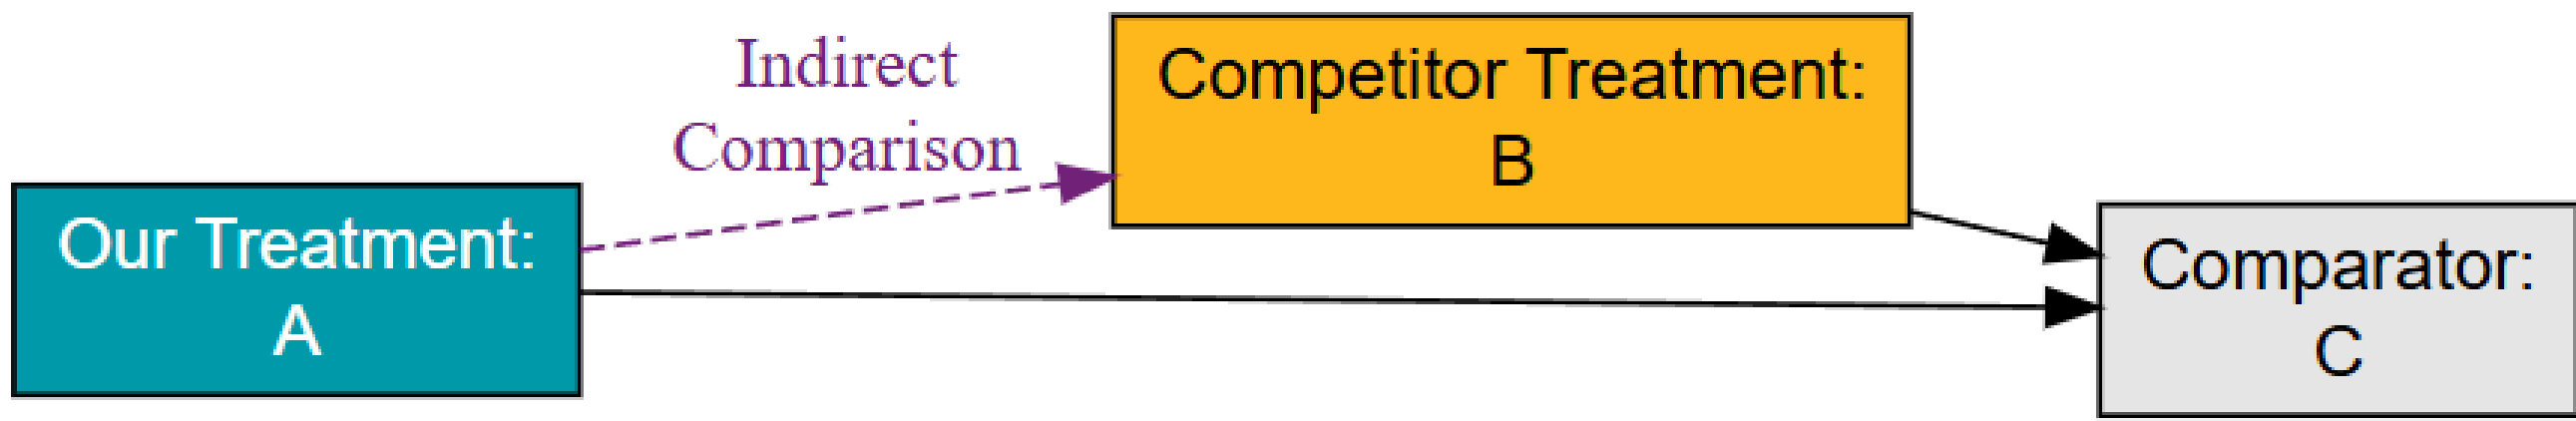 Indirect
Comparison
Competitor Treatment:
B
Our Treatment:
A
Comparator:
C